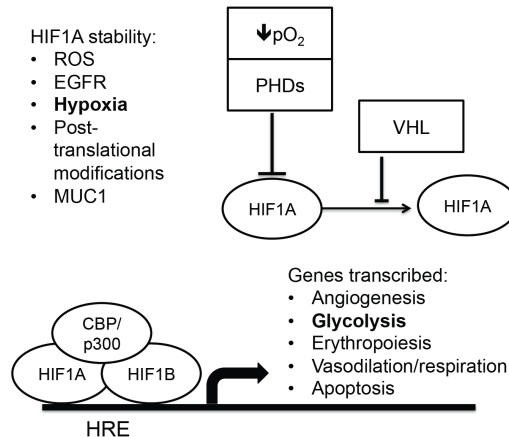 HIF1A stability:
• ROS
• EGFR
• Hypoxia
• Post-
translational
modifications
• MUC1
↓pO₂
PHDs
VHL
HIF1A
HIF1A
Genes transcribed:
• Angiogenesis
• Glycolysis
• Erythropoiesis
• Vasodilation/respiration
• Apoptosis
CBP/
p300
HIF1A
HIF1B
HRE